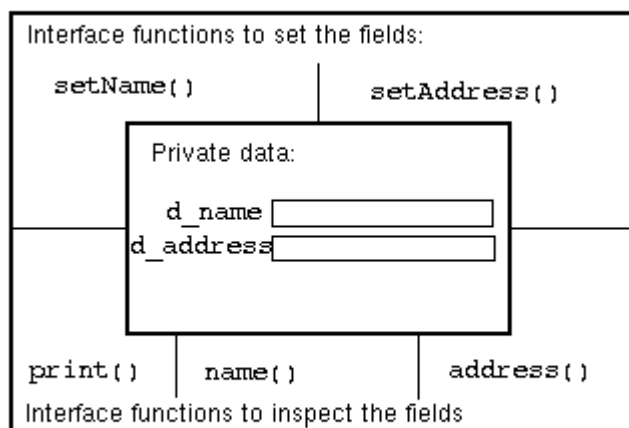 Interface functions to set the fields:
setName() setAddress()
Private data:
d_name
d_address
print() name() address()
Interface functions to inspect the fields